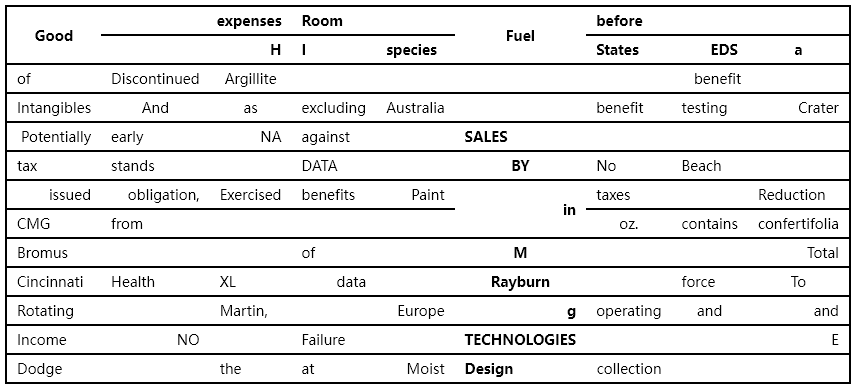 expenses Room before
Good Fuel
H I species States EDS a
of Discontinued Argillite benefit
Intangibles And as excluding Australia benefit testing Crater
Potentially early NA against SALES
tax stands DATA BY No Beach
issued obligation, Exercised benefits Paint taxes Reduction
in
CMG from oz. contains confertifolia
Bromus of M Total
Cincinnati Health XL data Rayburn force To
Rotating Martin, Europe g operating and and
Income NO Failure TECHNOLOGIES E
Dodge the at Moist Design collection